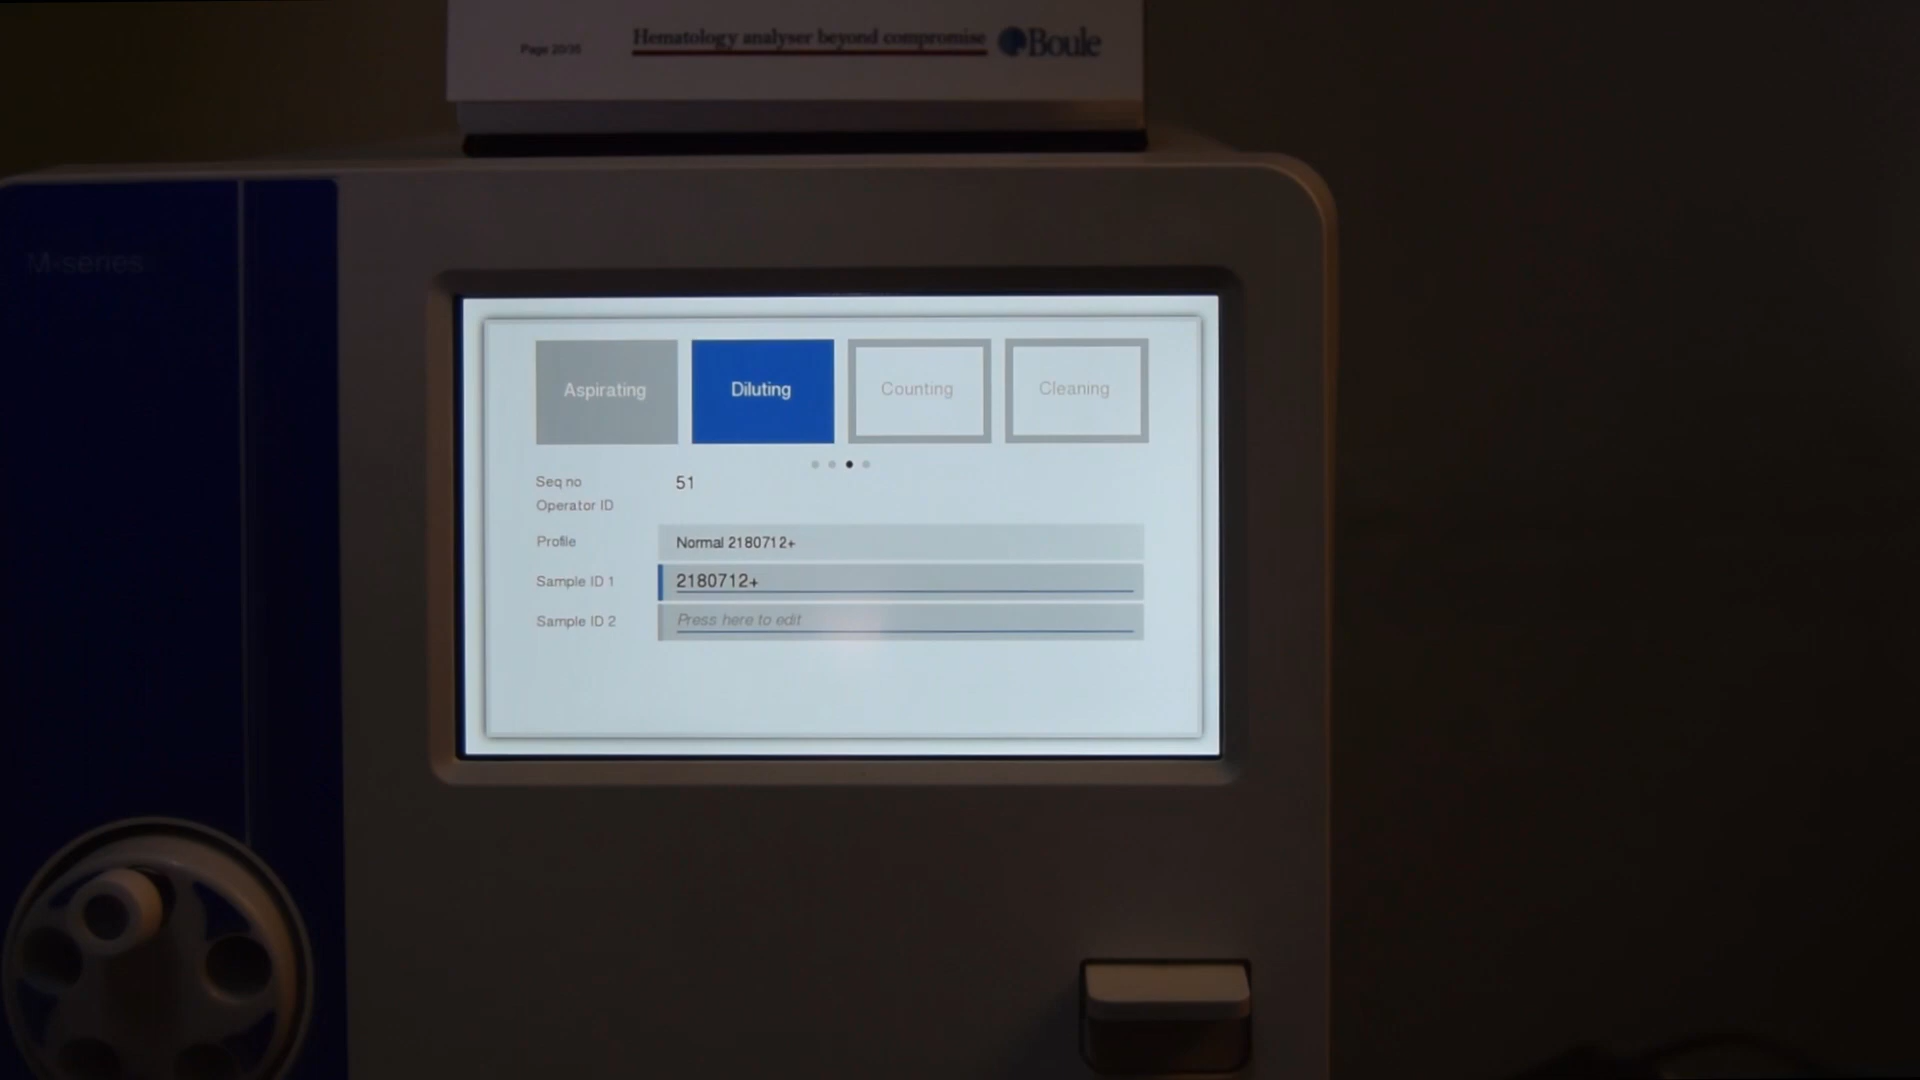 Page 20/35
Hematology analyser beyond compromise
Boule
M-series
Aspirating
Diluting
Counting
Cleaning
Seq no 51
Operator ID
Profile Normal 2180712+
Sample ID 1 2180712+
Sample ID 2 Press here to edit